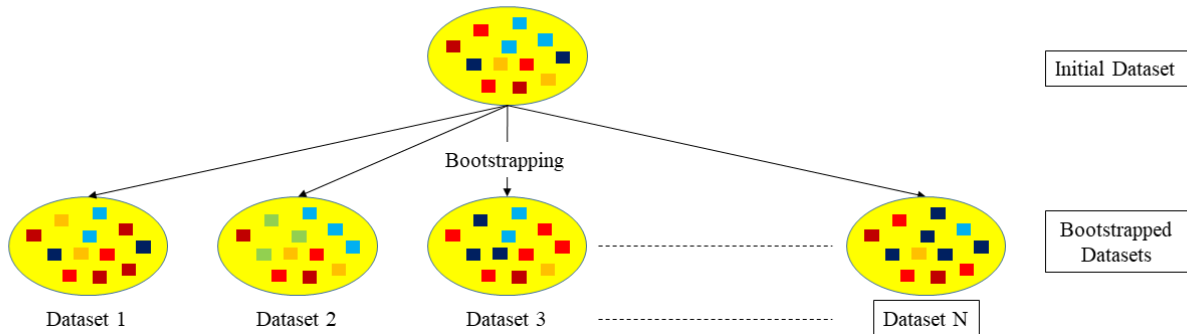 Initial Dataset
Bootstrapping
Bootstrapped
Datasets
Dataset 1
Dataset 2
Dataset 3
Dataset N